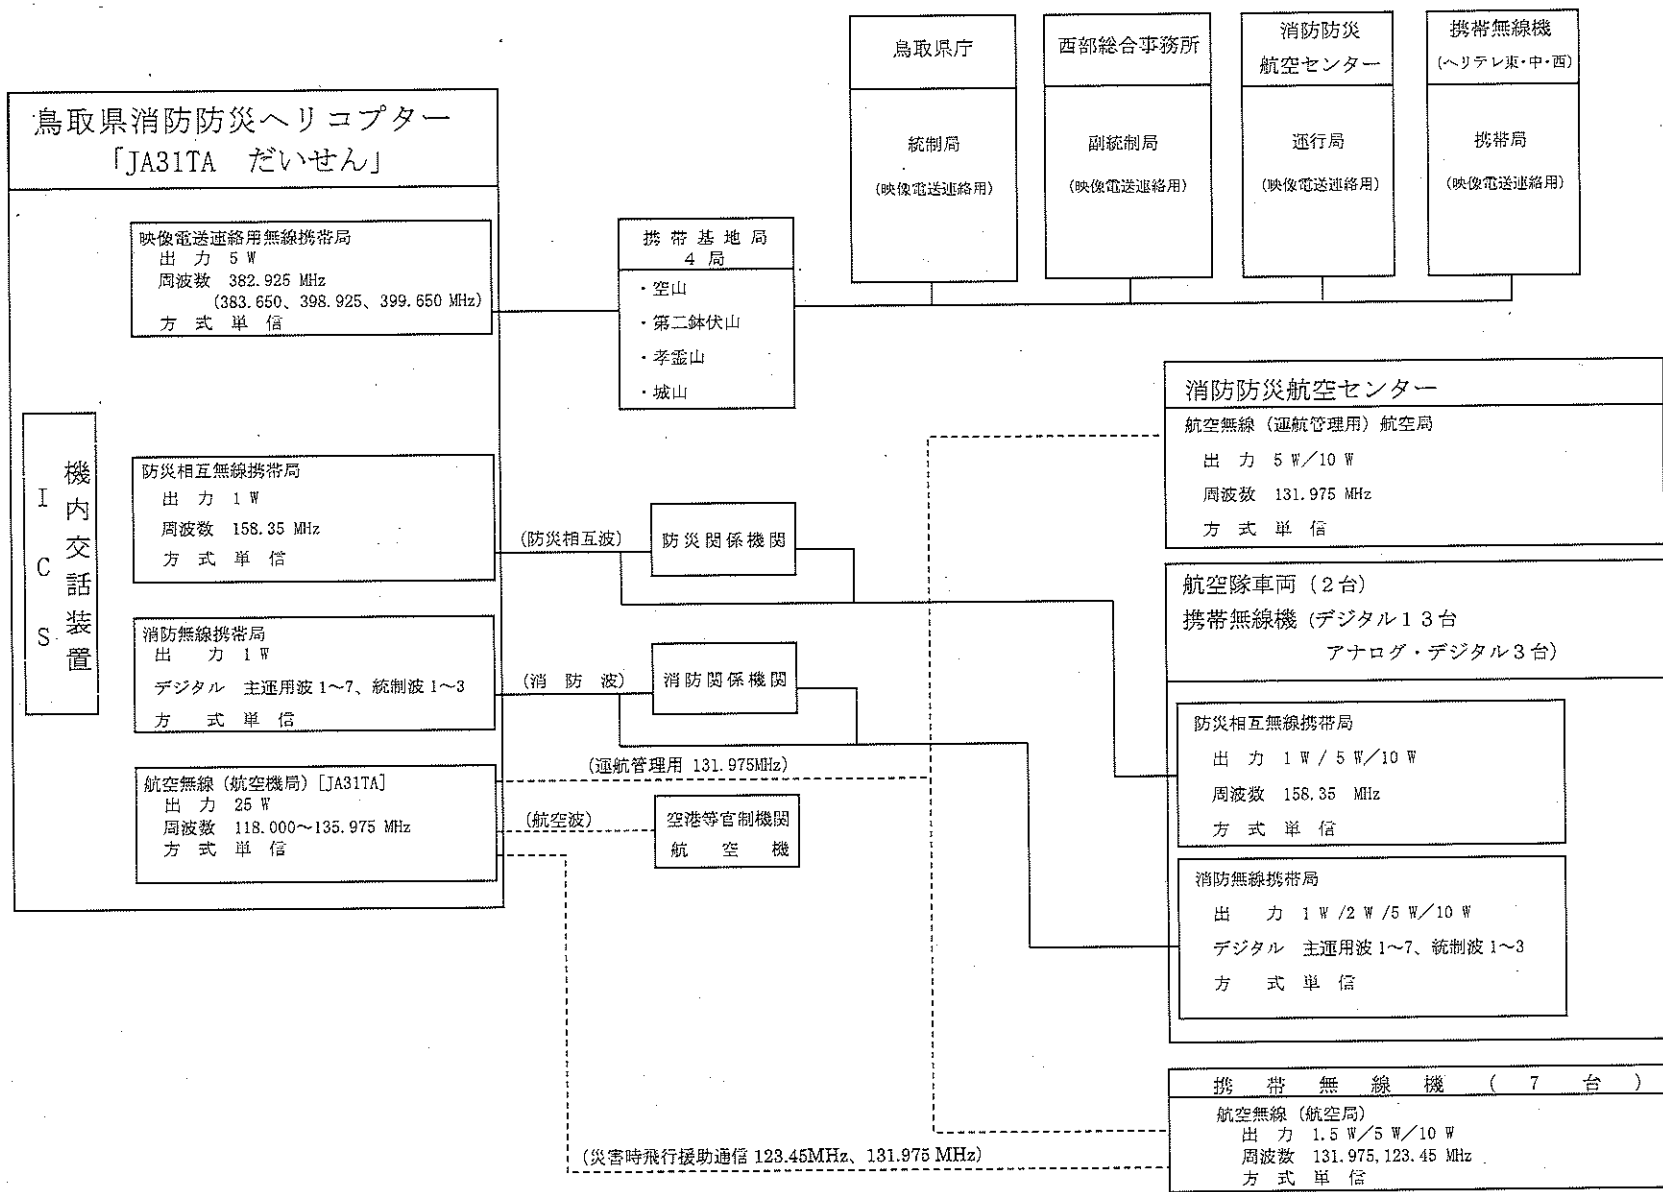 鳥取県消防防災ヘリコプター
「JA31TA だいせん」
映像電送連絡用無線携帯局
出 力 5 W
周波数 382.925 MHz
(383.650、398.925、399.650 MHz)
方 式 単 信
機内交話装置
I C S
防災相互無線携帯局
出 力 1 W
周波数 158.35 MHz
方 式 単 信
消防無線携帯局
出 力 1 W
デジタル 主運用波 1~7、統制波 1~3
方 式 単 信
航空無線 (航空機局) [JA31TA]
出 力 25 W
周波数 118.000~135.975 MHz
方 式 単 信
携 帯 基 地 局
4 局
・空山
・第二鉢伏山
・孝霊山
・城山
鳥取県庁
統制局
(映像電送連絡用)
西部総合事務所
副統制局
(映像電送連絡用)
消防防災
航空センター
運行局
(映像電送連絡用)
携帯無線機
(ヘリテレ東・中・西)
携帯局
(映像電送連絡用)
(防災相互波)
防災関係機関
(消 防 波)
消防関係機関
(運航管理用 131.975MHz)
(航空波)
空港等官制機関
航 空 機
(災害時飛行援助通信 123.45MHz、131.975 MHz)
消防防災航空センター
航空無線 (運航管理用) 航空局
出 力 5 W/10 W
周波数 131.975 MHz
方 式 単 信
航空隊車両 (2台)
携帯無線機 (デジタル13台
アナログ・デジタル3台)
防災相互無線携帯局
出 力 1 W / 5 W/10 W
周波数 158.35 MHz
方 式 単 信
消防無線携帯局
出 力 1 W /2 W /5 W/10 W
デジタル 主運用波 1~7、統制波 1~3
方 式 単 信
携 帯 無 線 機 ( 7 台 )
航空無線 (航空局)
出 力 1.5 W/5 W/10 W
周波数 131.975,123.45 MHz
方 式 単 信